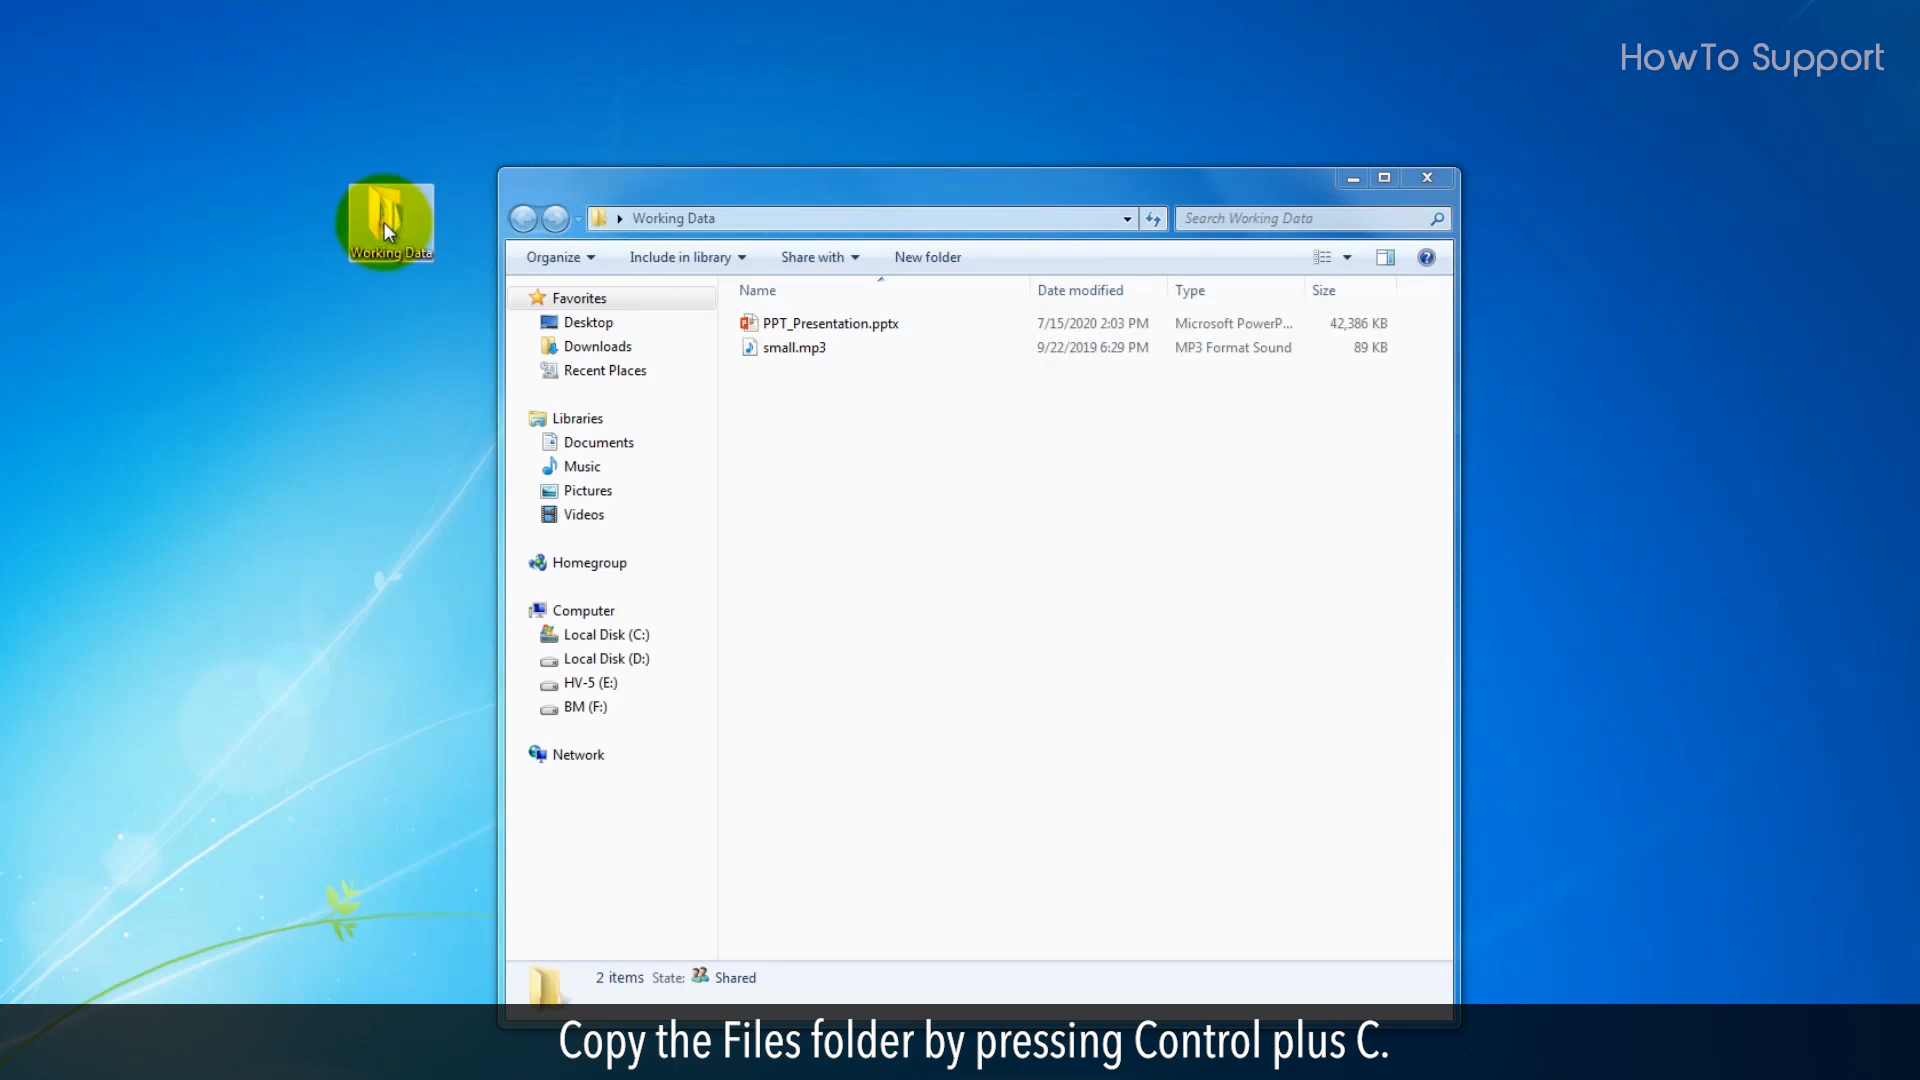 HowTo Support
Working Data
Working Data
Search Working Data
Organize
Include in library
Share with
New folder
Name
Date modified
Type
Size
Favorites
Desktop
Downloads
Recent Places
Libraries
Documents
Music
Pictures
Videos
Homegroup
Computer
Local Disk (C:)
Local Disk (D:)
HV-5 (E:)
BM (F:)
Network
PPT_Presentation.pptx 7/15/2020 2:03 PM Microsoft PowerP... 42,386 KB
small.mp3 9/22/2019 6:29 PM MP3 Format Sound 89 KB
2 items State: Shared
Copy the Files folder by pressing Control plus C.